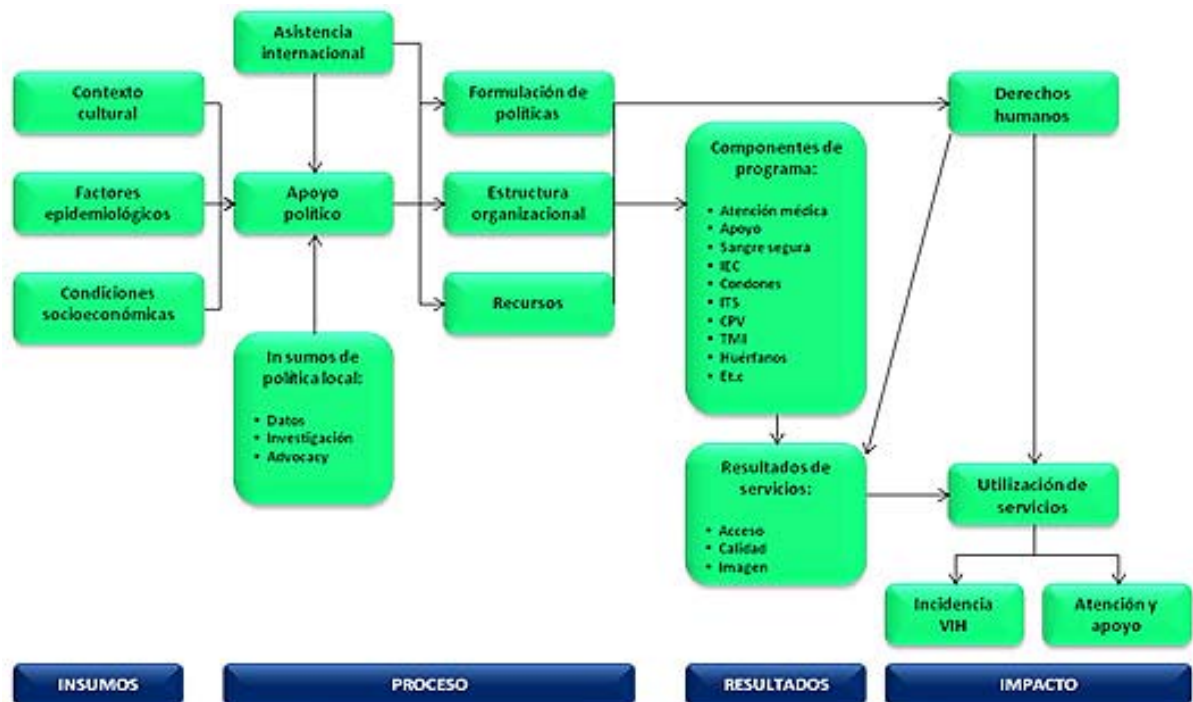 Asistencia
internacional
Contexto
cultural
Formulación de
políticas
Derechos
humanos
Componentes de
programa:
• Atención médica
• Apoyo
• Sangre segura
• IEC
• Condones
• ITS
• CPV
• TMI
• Huérfanos
• Et.c
Factores
epidemiológicos
Apoyo
político
Estructura
organizacional
Condiciones
socioeconómicas
Recursos
In sumos de
política local:
• Datos
• Investigación
• Advocacy
Resultados de
servicios:
• Acceso
• Calidad
• Imagen
Utilización de
servicios
Incidencia
VIH
Atención y
apoyo
INSUMOS
PROCESO
RESULTADOS
IMPACTO